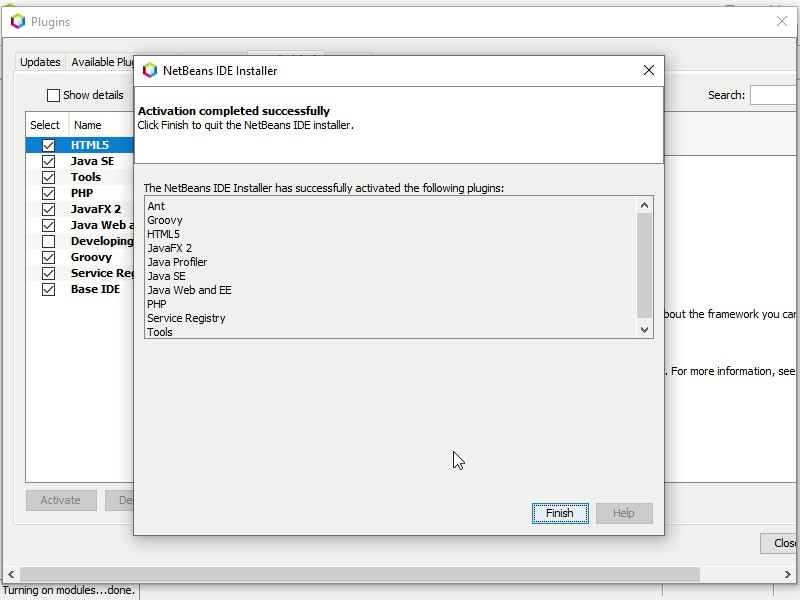 Plugins
Updates
Available Plug
Show details
Search:
Select
Name
HTML5
Java SE
Tools
PHP
JavaFX 2
Java Web a
Developing
Groovy
Service Reg
Base IDE
Activate
De
NetBeans IDE Installer
Activation completed successfully
Click Finish to quit the NetBeans IDE installer.
The NetBeans IDE Installer has successfully activated the following plugins:
Ant
Groovy
HTML5
JavaFX 2
Java Profiler
Java SE
Java Web and EE
PHP
Service Registry
Tools
Finish
Help
bout the framework you can
. For more information, see
Close
Turning on modules...done.